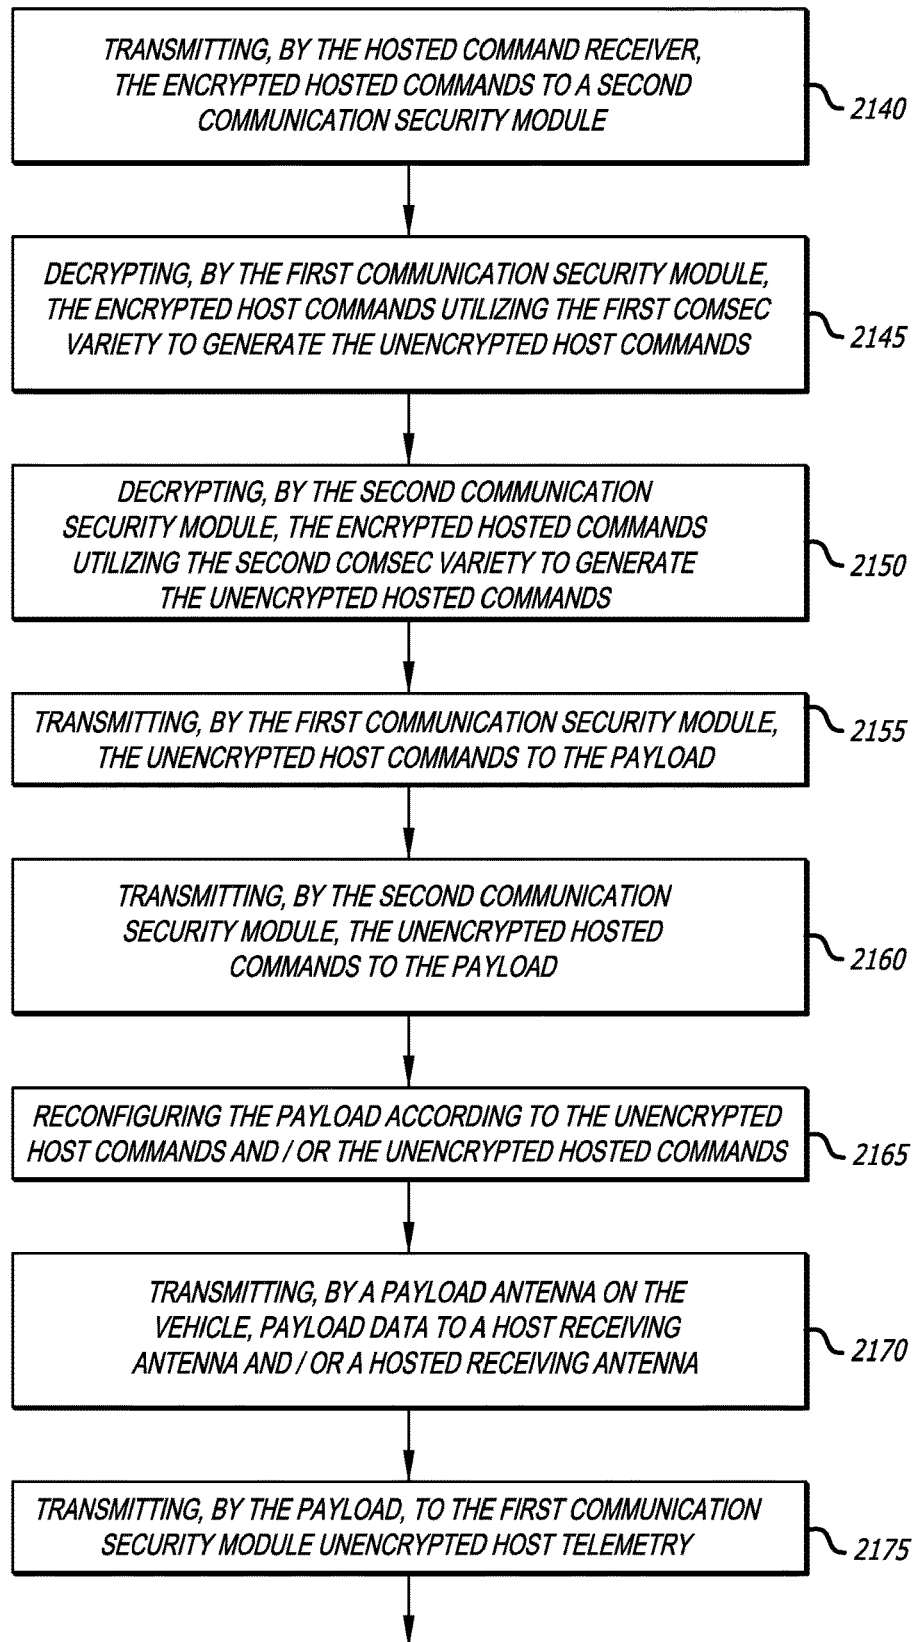 TRANSMITTING, BY THE HOSTED COMMAND RECEIVER,
THE ENCRYPTED HOSTED COMMANDS TO A SECOND
COMMUNICATION SECURITY MODULE
2140
DECRYPTING, BY THE FIRST COMMUNICATION SECURITY MODULE,
THE ENCRYPTED HOST COMMANDS UTILIZING THE FIRST COMSEC
VARIETY TO GENERATE THE UNENCRYPTED HOST COMMANDS
2145
DECRYPTING, BY THE SECOND COMMUNICATION
SECURITY MODULE, THE ENCRYPTED HOSTED COMMANDS
UTILIZING THE SECOND COMSEC VARIETY TO GENERATE
THE UNENCRYPTED HOSTED COMMANDS
2150
TRANSMITTING, BY THE FIRST COMMUNICATION SECURITY MODULE,
THE UNENCRYPTED HOST COMMANDS TO THE PAYLOAD
2155
TRANSMITTING, BY THE SECOND COMMUNICATION
SECURITY MODULE, THE UNENCRYPTED HOSTED
COMMANDS TO THE PAYLOAD
2160
RECONFIGURING THE PAYLOAD ACCORDING TO THE UNENCRYPTED
HOST COMMANDS AND / OR THE UNENCRYPTED HOSTED COMMANDS
2165
TRANSMITTING, BY A PAYLOAD ANTENNA ON THE
VEHICLE, PAYLOAD DATA TO A HOST RECEIVING
ANTENNA AND / OR A HOSTED RECEIVING ANTENNA
2170
TRANSMITTING, BY THE PAYLOAD, TO THE FIRST COMMUNICATION
SECURITY MODULE UNENCRYPTED HOST TELEMETRY
2175